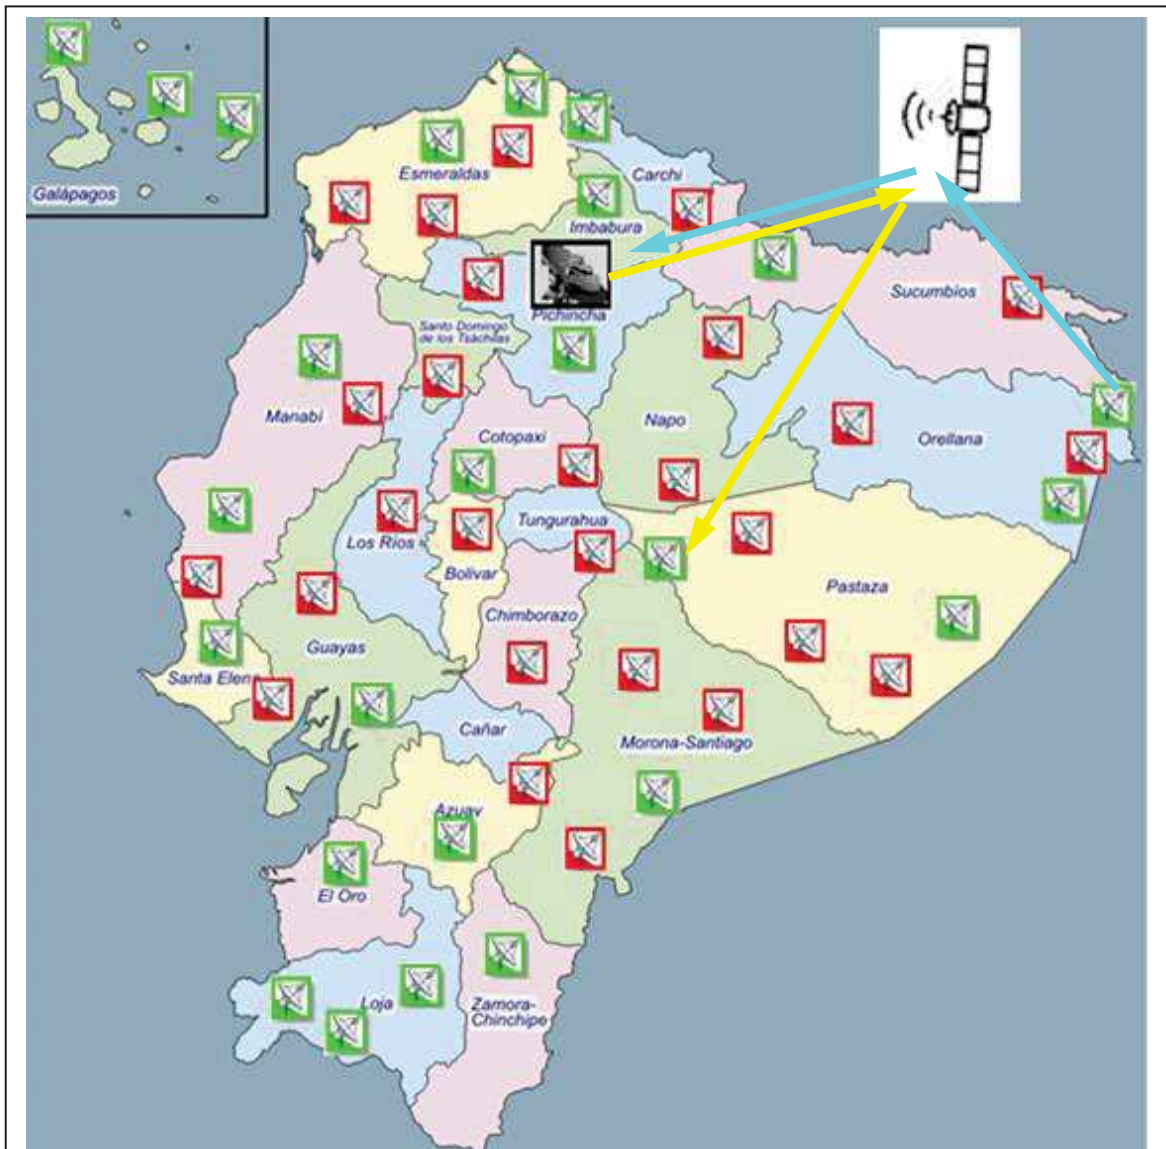 Galápagos
Esmeraldas
Carchi
Imbabura
Pichincha
Sucumbíos
Santo Domingo
de los Tsáchilas
Manabí
Cotopaxi
Napo
Orellana
Los Ríos
Tungurahua
Bolívar
Pastaza
Chimborazo
Guayas
Santa Elena
Cañar
Morona-Santiago
Azuay
El Oro
Loja
Zamora-
Chinchipe